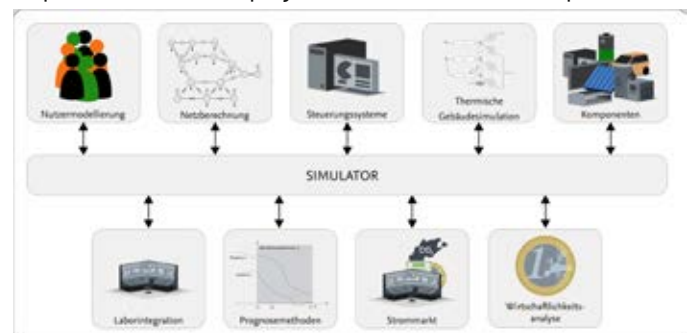 Nutzermodellierung
Netzberechnung
Steuerungssysteme
Thermische
Gebäudesimulation
Komponenten
SIMULATOR
Laborintegration
Prognosemethoden
Strommarkt
Wirtschaftlichkeits-
analyse